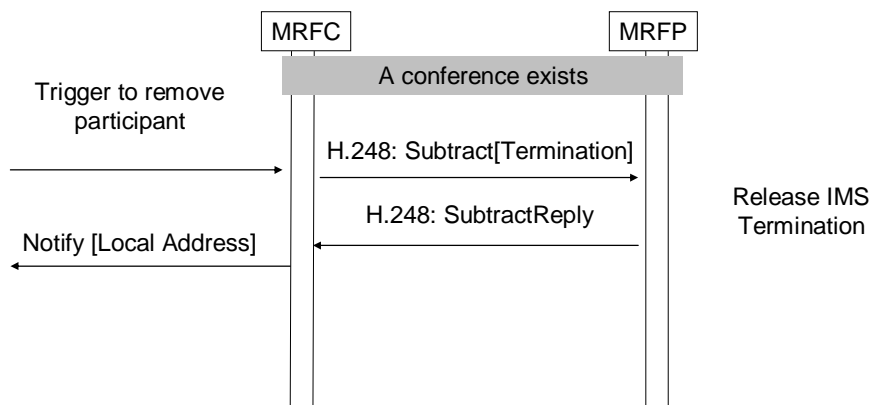 MRFC
MRFP
A conference exists
Trigger to remove
participant
H.248: Subtract[Termination]
H.248: SubtractReply
Release IMS
Termination
Notify [Local Address]